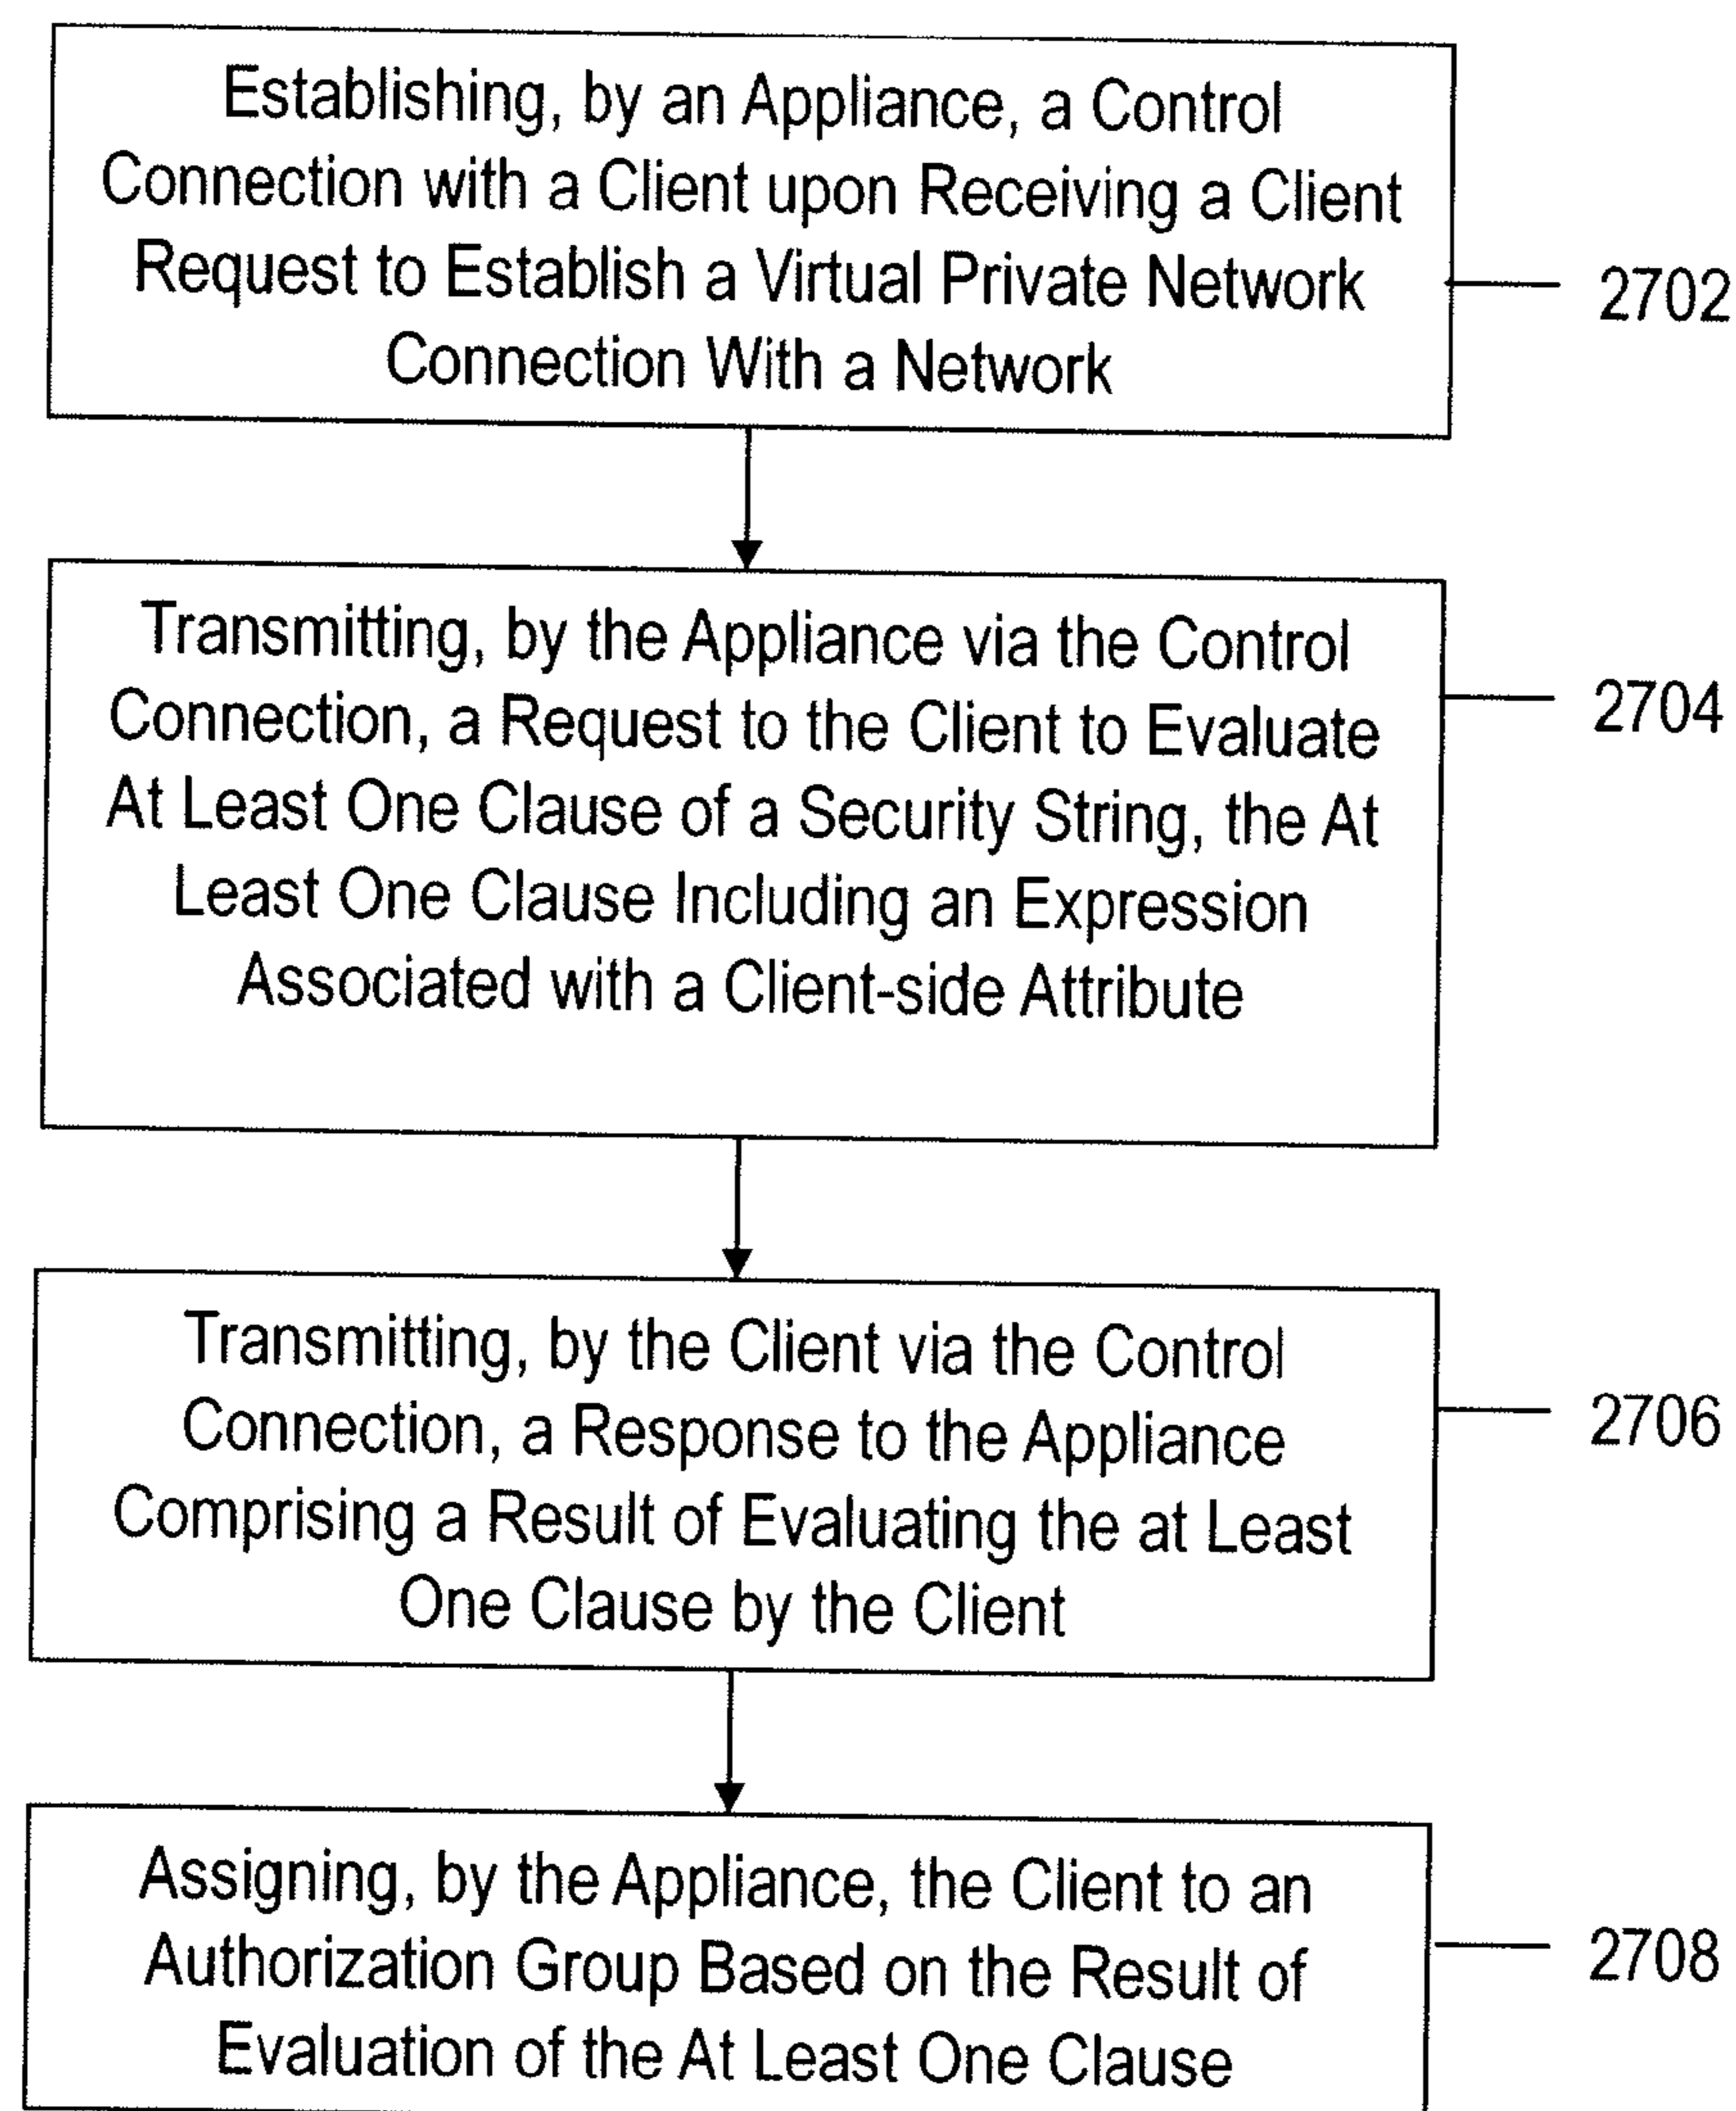 Establishing, by an Appliance, a Control
Connection with a Client upon Receiving a Client
Request to Establish a Virtual Private Network
Connection With a Network
2702
Transmitting, by the Appliance via the Control
Connection, a Request to the Client to Evaluate
At Least One Clause of a Security String, the At
Least One Clause Including an Expression
Associated with a Client-side Attribute
2704
Transmitting, by the Client via the Control
Connection, a Response to the Appliance
Comprising a Result of Evaluating the at Least
One Clause by the Client
2706
Assigning, by the Appliance, the Client to an
Authorization Group Based on the Result of
Evaluation of the At Least One Clause
2708